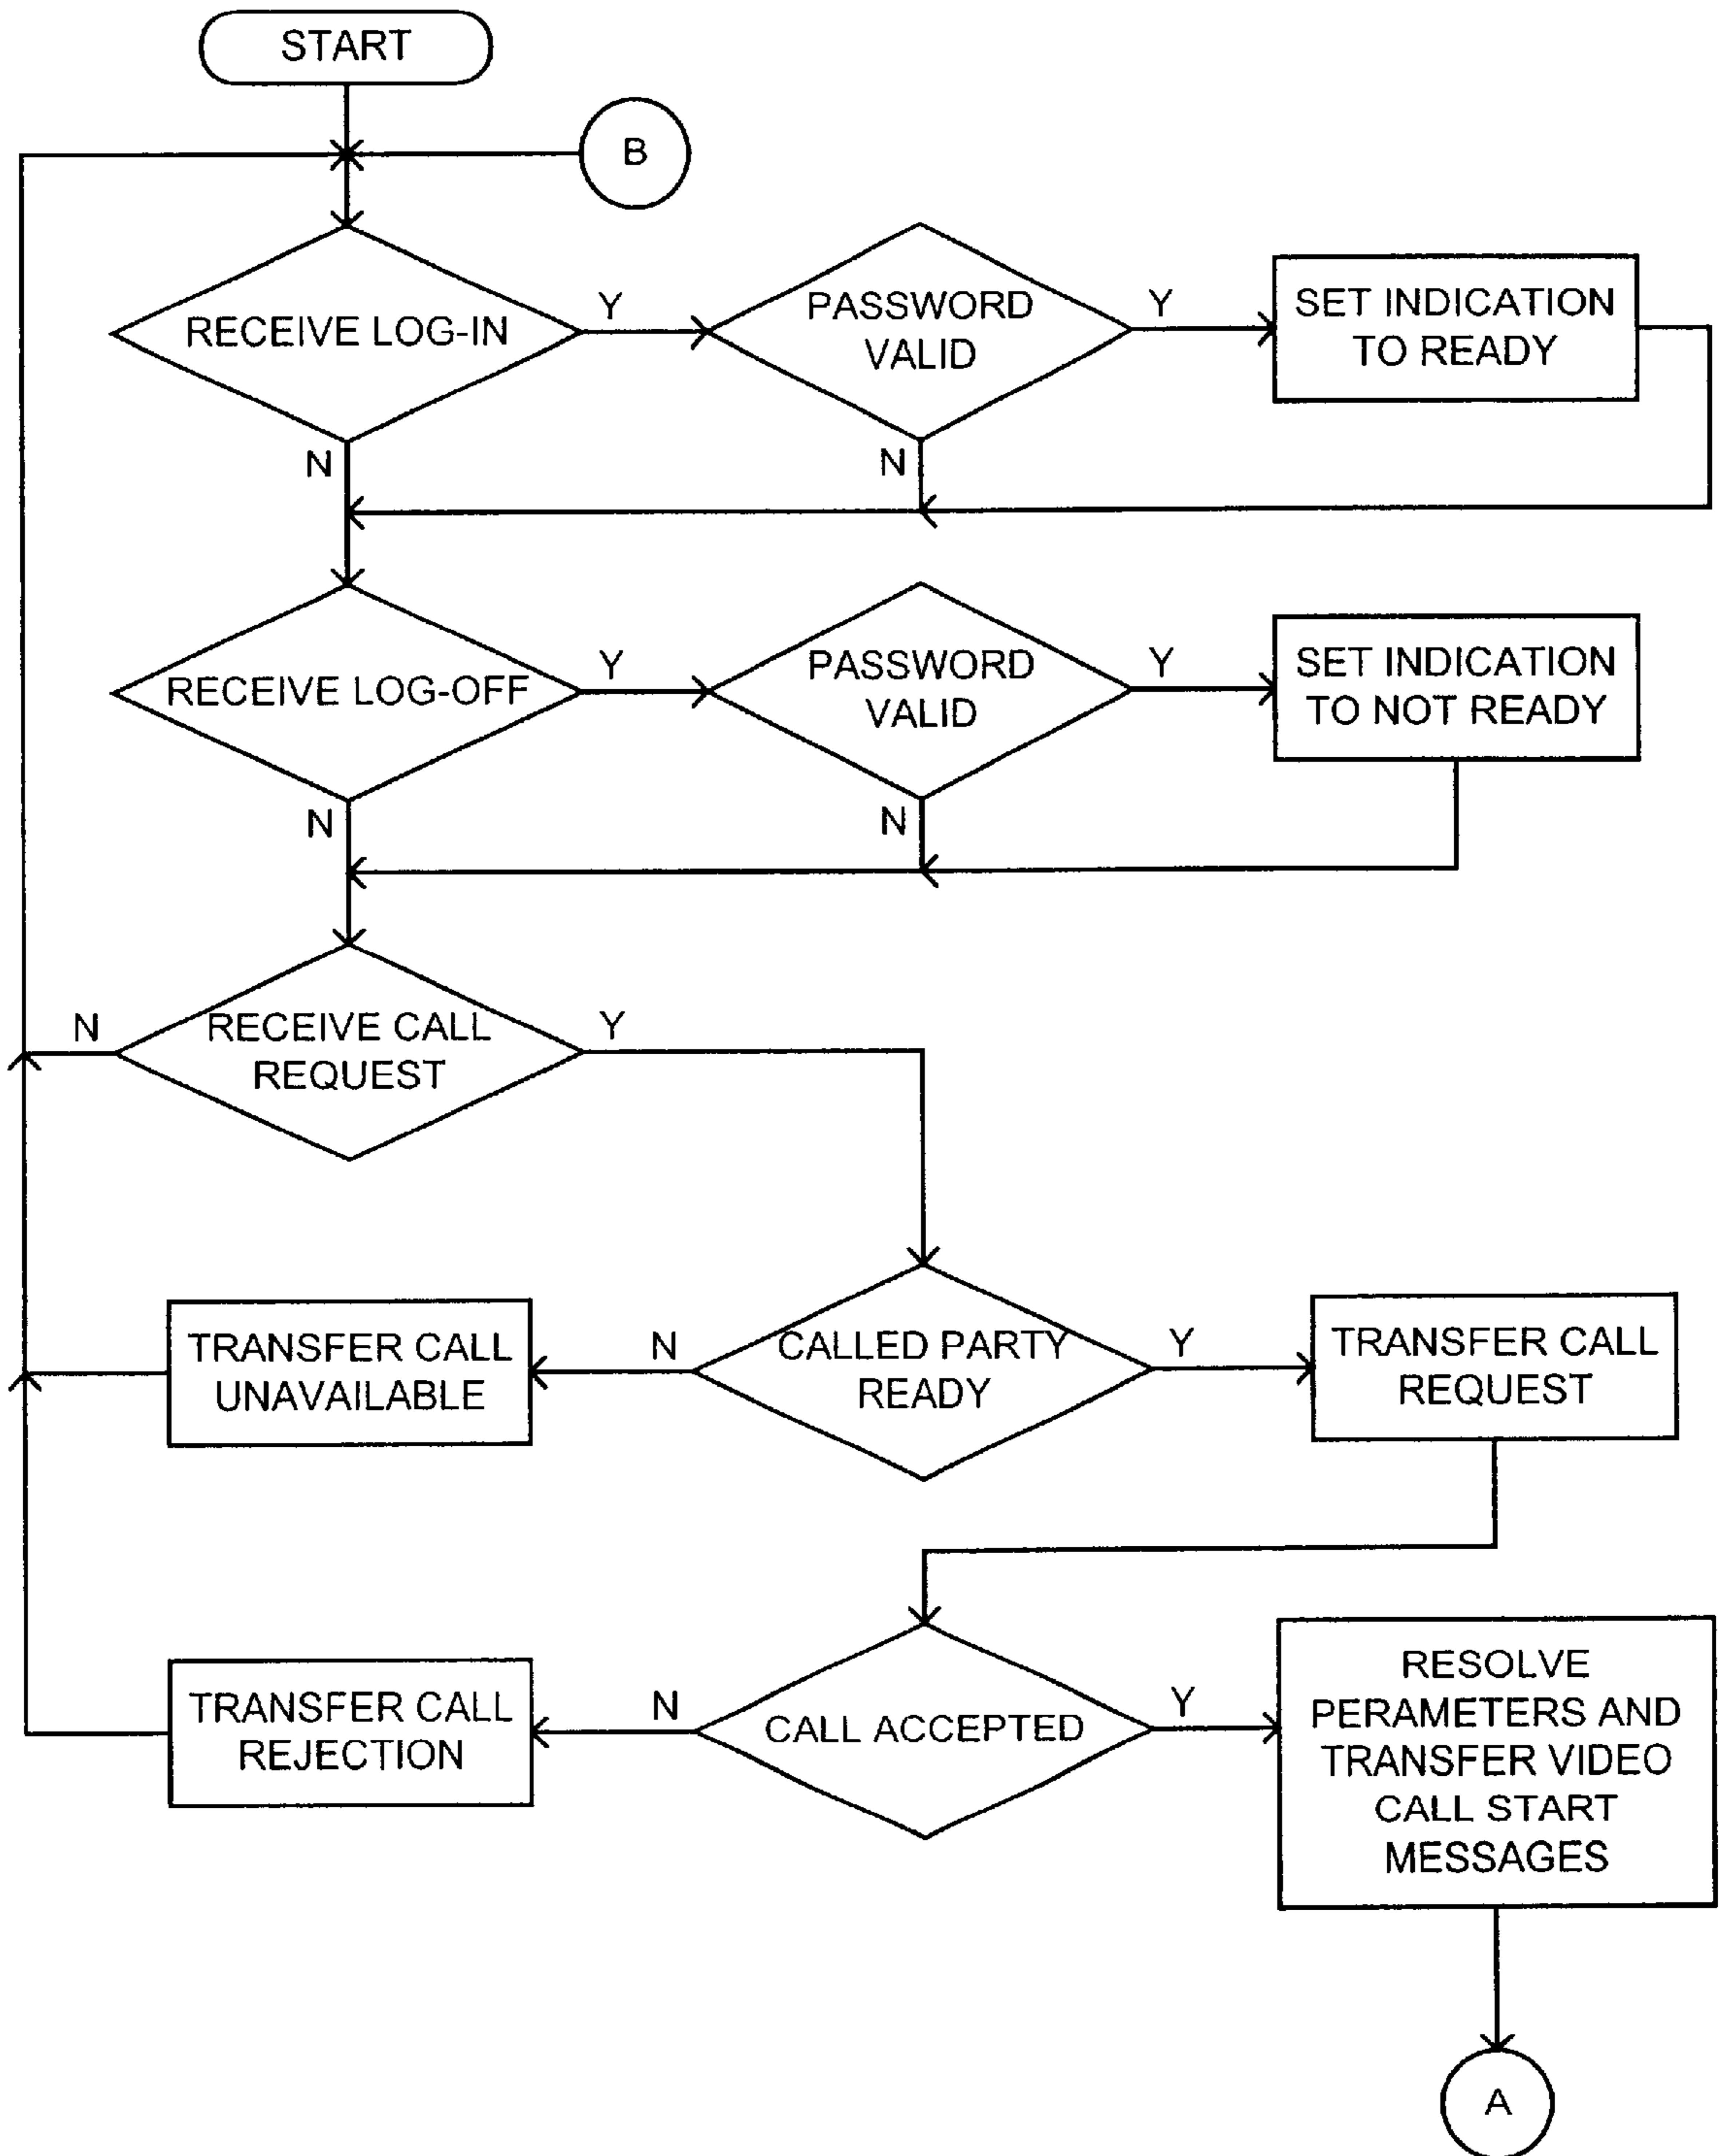 START
B
RECEIVE LOG-IN
Y
PASSWORD
VALID
Y
SET INDICATION
TO READY
N
N
RECEIVE LOG-OFF
Y
PASSWORD
VALID
Y
SET INDICATION
TO NOT READY
N
N
N
RECEIVE CALL
REQUEST
Y
TRANSFER CALL
UNAVAILABLE
N
CALLED PARTY
READY
Y
TRANSFER CALL
REQUEST
TRANSFER CALL
REJECTION
N
CALL ACCEPTED
Y
RESOLVE
PERAMETERS AND
TRANSFER VIDEO
CALL START
MESSAGES
A